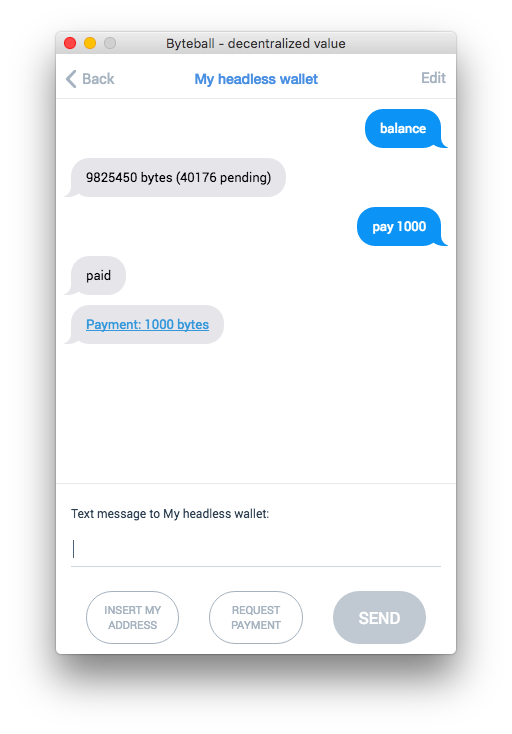 Byteball - decentralized value
Back
My headless wallet
Edit
balance
9825450 bytes (40176 pending)
pay 1000
paid
Payment: 1000 bytes
Text message to My headless wallet:
INSERT MY
ADDRESS
REQUEST
PAYMENT
SEND